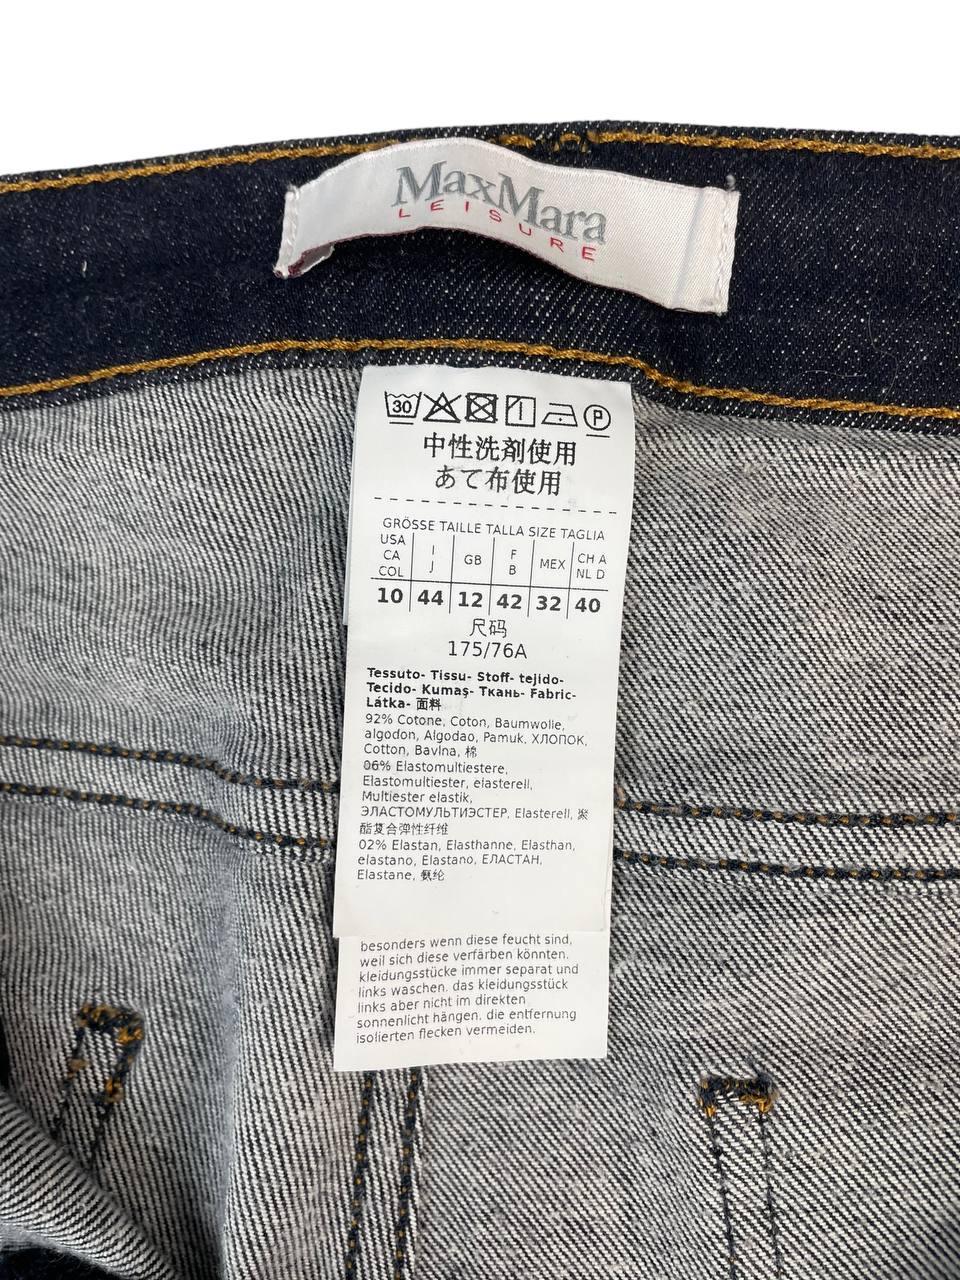 MaxMara
LEISURE
30 P
中性洗剤使用
あて布使用
GRÖSSE TAILLE TALLA SIZE TAGLIA
USA CA COL | I J | GB | F B | MEX | CH A NL D
10 | 44 | 12 | 42 | 32 | 40
尺码
175/76A
Tessuto- Tissu- Stoff- tejido-
Tecido- Kumaş- Ткань- Fabric-
Látka- 面料
92% Cotone, Coton, Baumwolle,
algodon, Algodao, Pamuk, ХЛОПОК,
Cotton, Bavlna, 棉
06% Elastomultiestere,
Elastomultiester, elasterell,
Multiester elastik,
ЭЛАСТОМУЛЬТИЭСТЕР, Elasterell, 聚
酯复合弹性纤维
02% Elastan, Elasthanne, Elasthan,
elastano, Elastano, ЕЛАСТАН,
Elastane, 氨纶
besonders wenn diese feucht sind,
weil sich diese verfärben könnten.
kleidungsstücke immer separat und
links waschen. das kleidungsstück
links aber nicht im direkten
sonnenlicht hängen. die entfernung
isolierten flecken vermeiden.